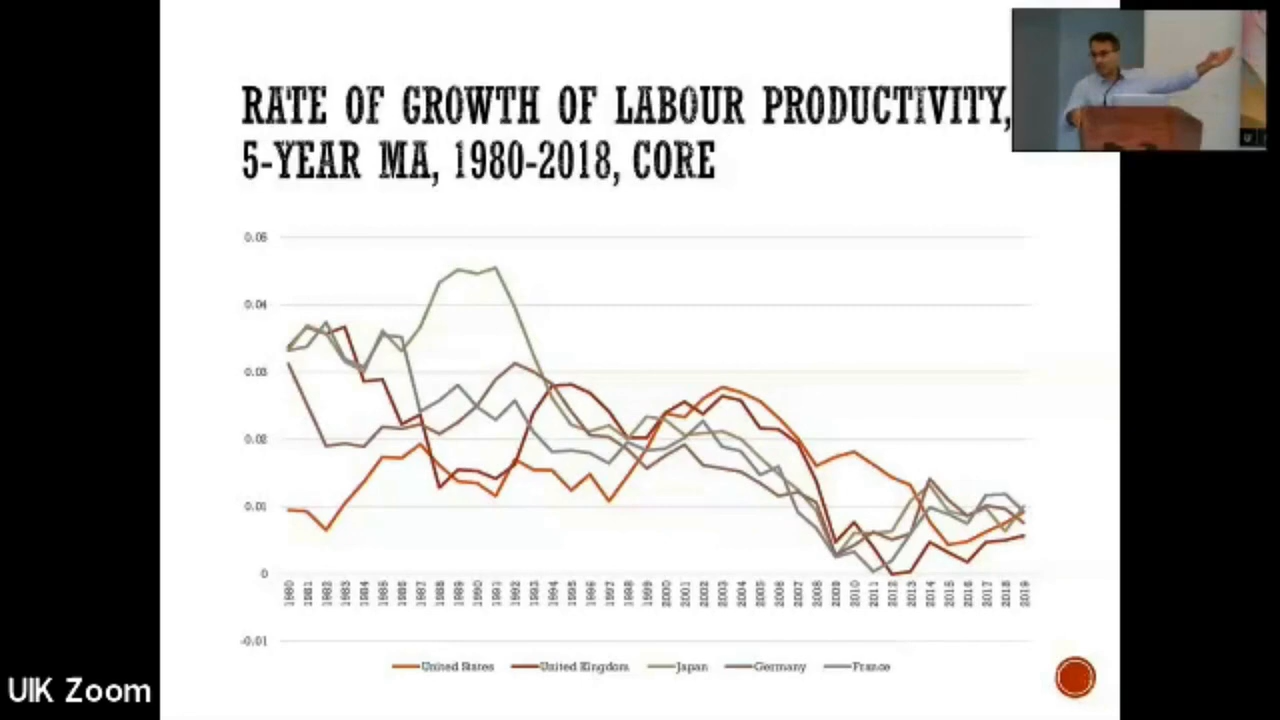 RATE OF GROWTH OF LABOUR PRODUCTIVITY,
5-YEAR MA, 1980-2018, CORE
0.05
0.04
0.03
0.02
0.01
0
-0.01
1980 1981 1982 1983 1984 1985 1986 1987 1988 1989 1990 1991 1992 1993 1994 1995 1996 1997 1998 1999 2000 2001 2002 2003 2004 2005 2006 2007 2008 2009 2010 2011 2012 2013 2014 2015 2016 2017 2018 2019
United States United Kingdom Japan Germany France
UIK Zoom